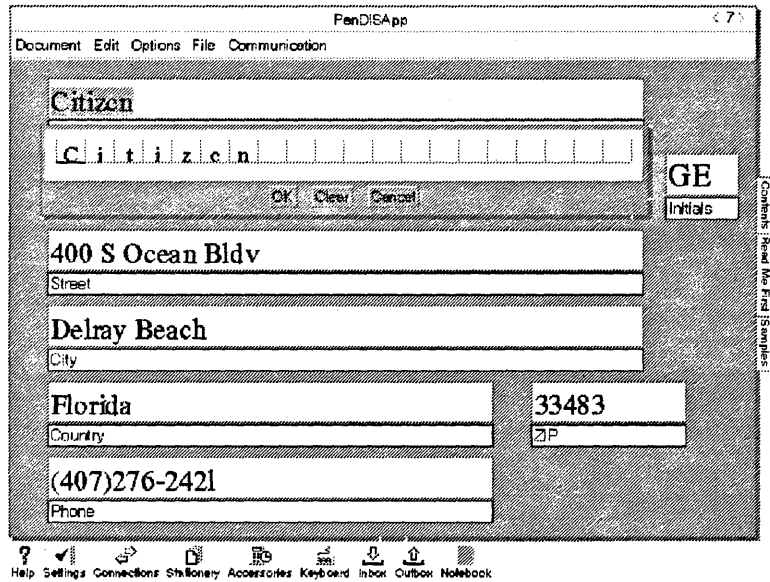 PenDISApp < 7 >
Document Edit Options File Communication
Citizen
C i t i z e n
OK Clear Cancel
GE
Initials
400 S Ocean Bldv
Street
Delray Beach
City
Florida
Country
33483
ZIP
(407)276-2421
Phone
Contents Read Me First Samples
Help Settings Connections Stationery Accessories Keyboard Inbox Outbox Notebook